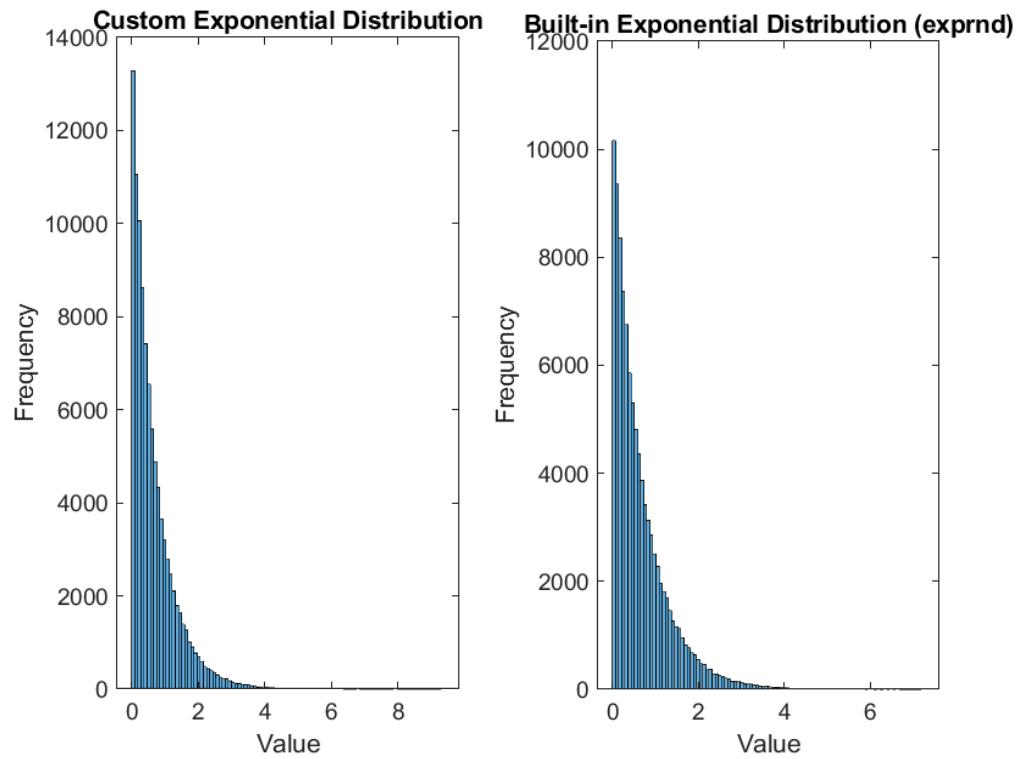 Custom Exponential Distribution
14000
12000
10000
8000
6000
4000
2000
0
Frequency
0 2 4 6 8
Value
Built-in Exponential Distribution (exprnd)
12000
10000
8000
6000
4000
2000
0
Frequency
0 2 4 6
Value